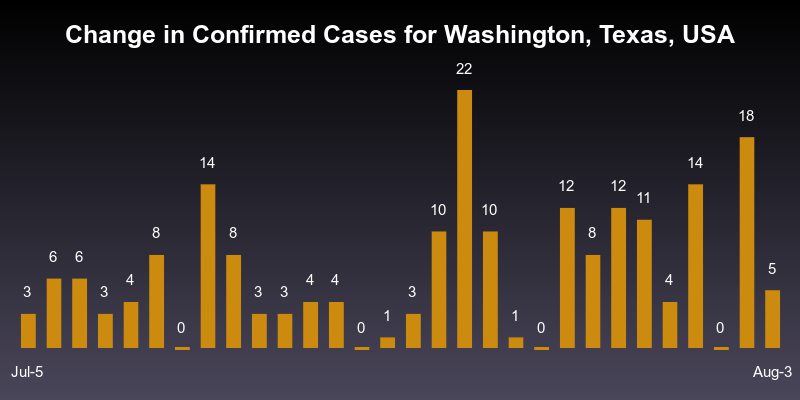 Change in Confirmed Cases for Washington, Texas, USA
3 6 6 3 4 8 0 14 8 3 3 4 4 0 1 3 10 22 10 1 0 12 8 12 11 4 14 0 18 5
Jul-5 Aug-3